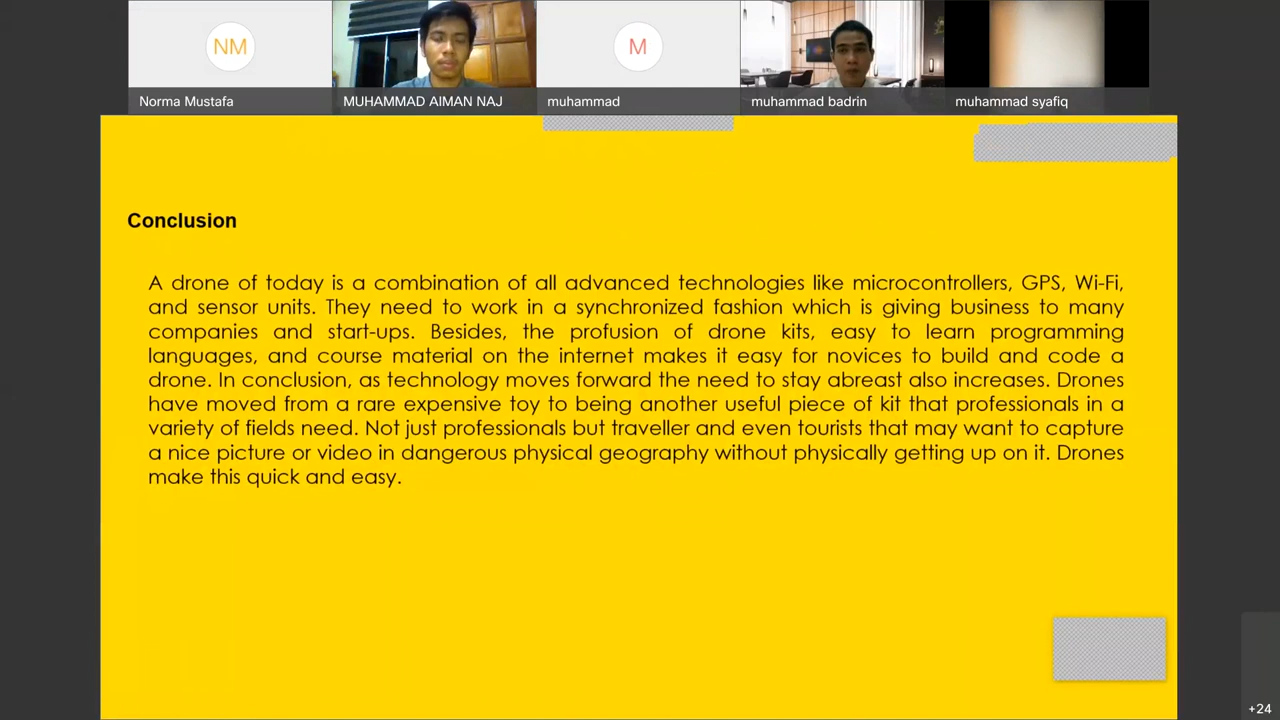 NM
M
Norma Mustafa
MUHAMMAD AIMAN NAJ
muhammad
muhammad badrin
muhammad syafiq
Conclusion
A drone of today is a combination of all advanced technologies like microcontrollers, GPS, Wi-Fi,
and sensor units. They need to work in a synchronized fashion which is giving business to many
companies and start-ups. Besides, the profusion of drone kits, easy to learn programming
languages, and course material on the internet makes it easy for novices to build and code a
drone. In conclusion, as technology moves forward the need to stay abreast also increases. Drones
have moved from a rare expensive toy to being another useful piece of kit that professionals in a
variety of fields need. Not just professionals but traveller and even tourists that may want to capture
a nice picture or video in dangerous physical geography without physically getting up on it. Drones
make this quick and easy.
+24